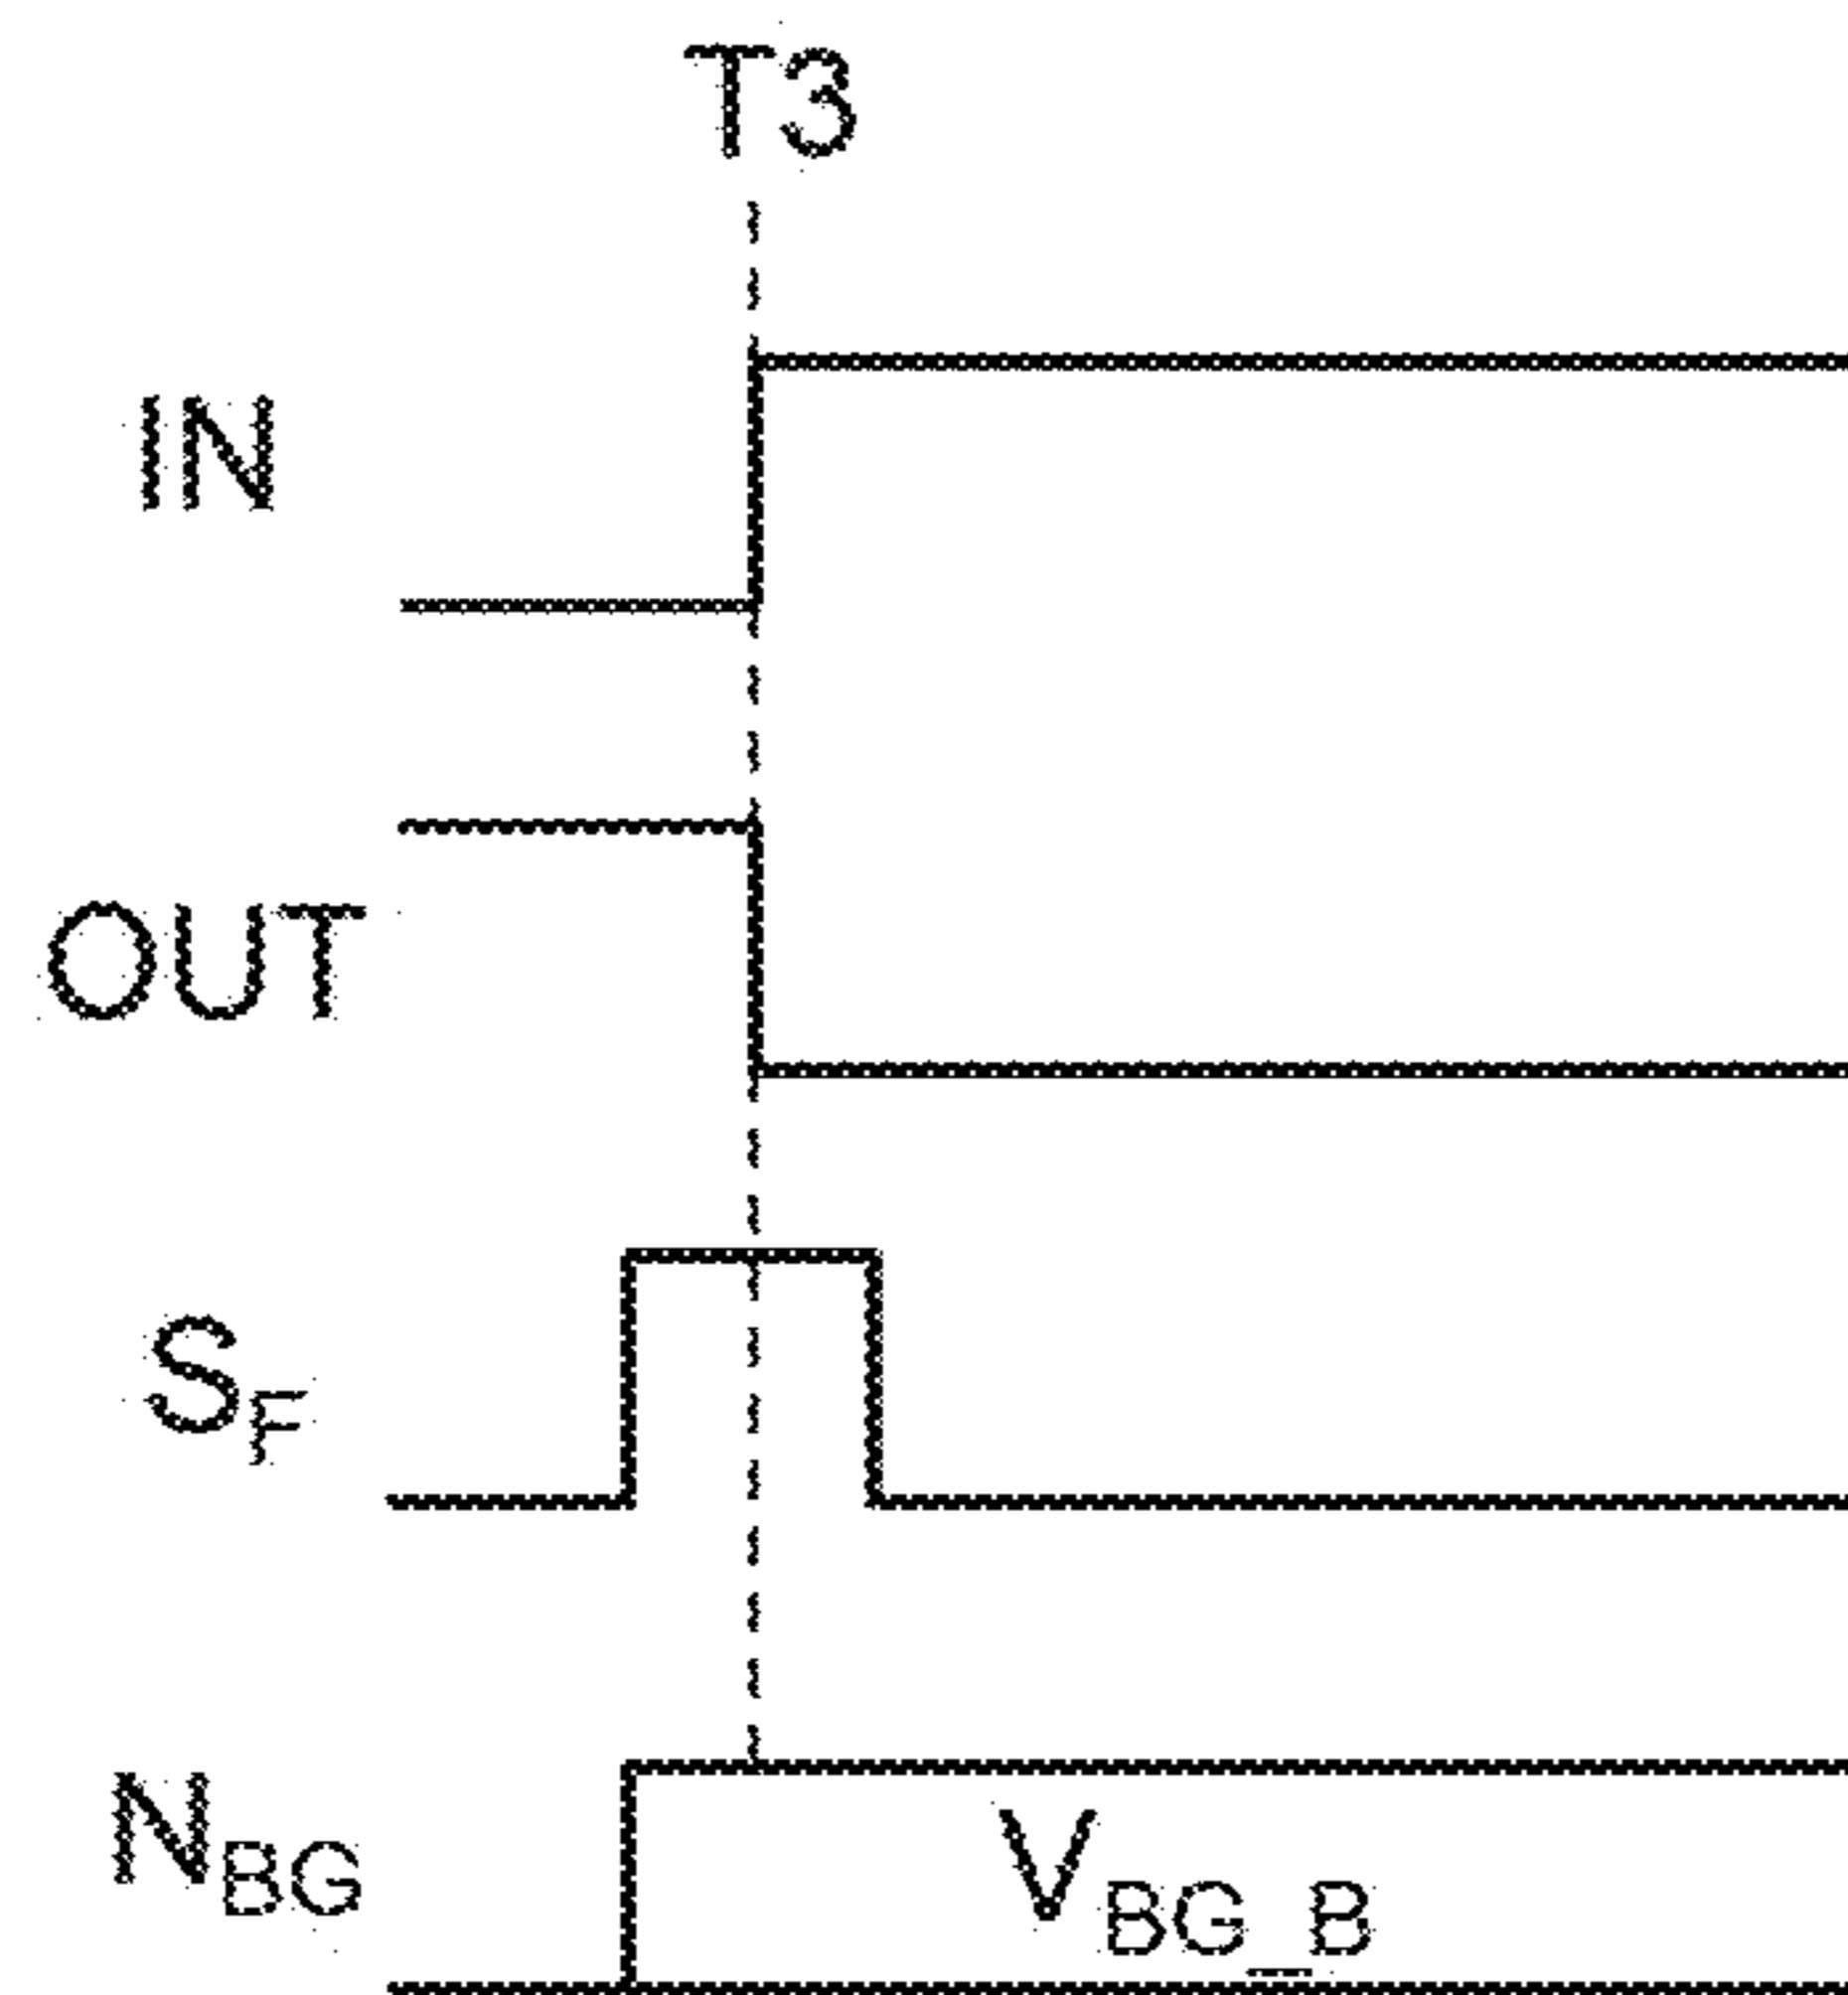 T3
IN
OUT
S_F
N_BG
V_BG_B